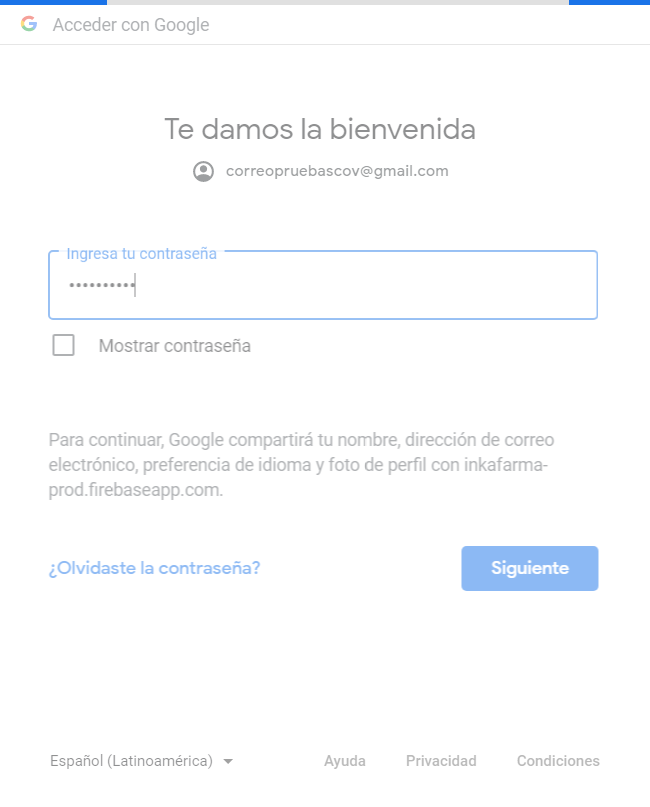 Acceder con Google
Te damos la bienvenida
correopruebascov@gmail.com
Ingresa tu contraseña
••••••••••
Mostrar contraseña
Para continuar, Google compartirá tu nombre, dirección de correo
electrónico, preferencia de idioma y foto de perfil con inkafarma-
prod.firebaseapp.com.
¿Olvidaste la contraseña?
Siguiente
Español (Latinoamérica)
Ayuda
Privacidad
Condiciones